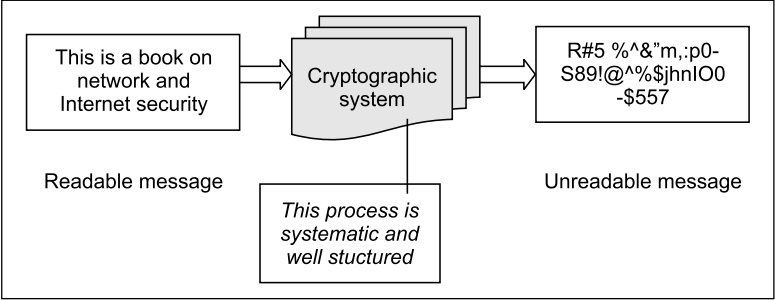 This is a book on
network and
Internet security
Cryptographic
system
R#5 %^&”m,:p0-
S89!@^%$jhnIO0
-$557
Readable message
Unreadable message
This process is
systematic and
well stuctured